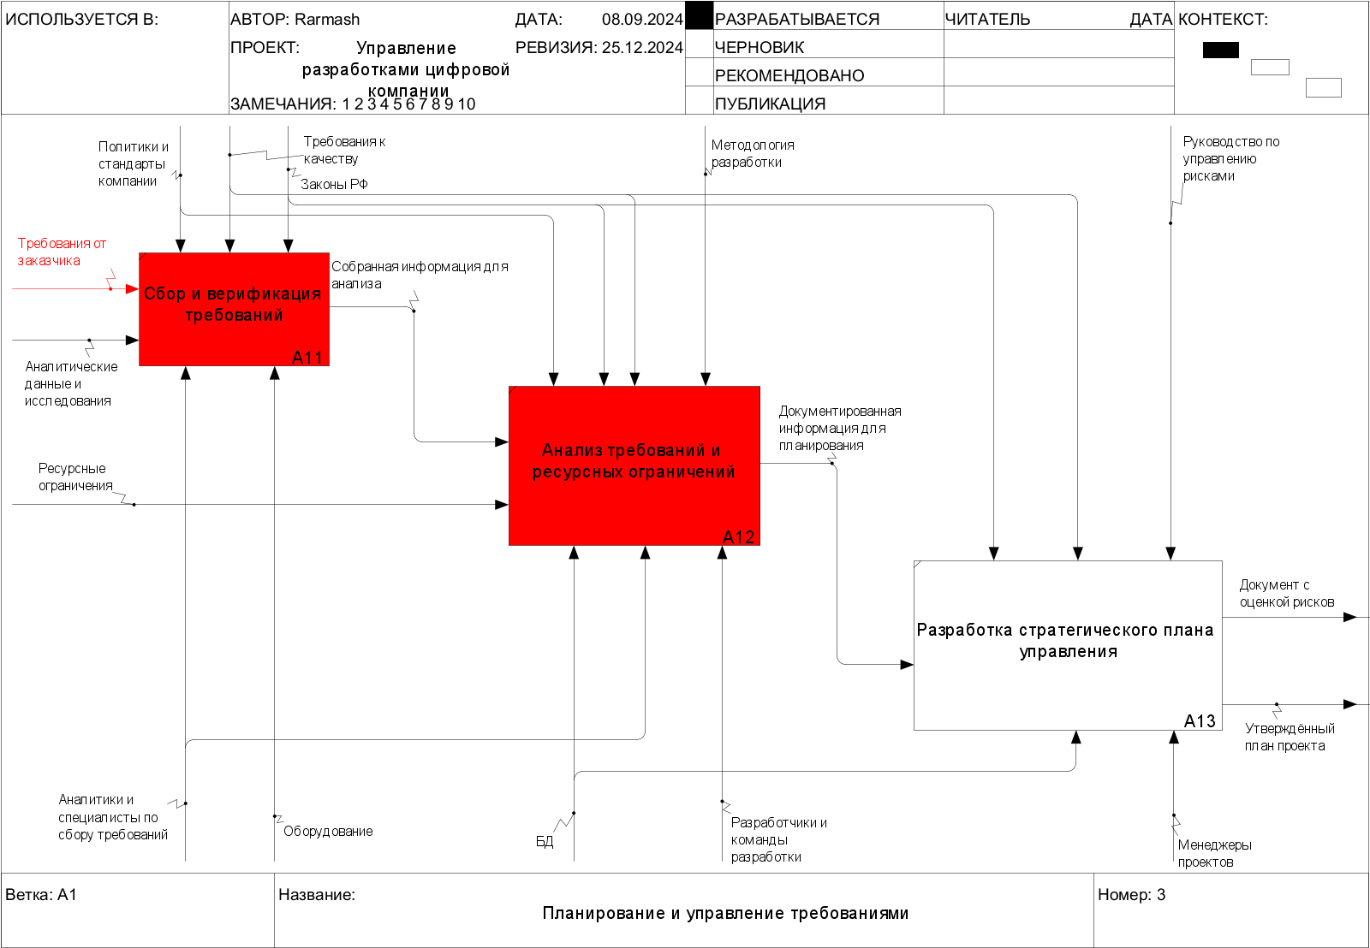 ИСПОЛЬЗУЕТСЯ В:
АВТОР: Rarmash
ДАТА: 08.09.2024
РАЗРАБАТЫВАЕТСЯ
ЧИТАТЕЛЬ
ДАТА
КОНТЕКСТ:
ПРОЕКТ:
Управление
разработками цифровой
компании
РЕВИЗИЯ: 25.12.2024
ЧЕРНОВИК
РЕКОМЕНДОВАНО
ЗАМЕЧАНИЯ: 1 2 3 4 5 6 7 8 9 10
ПУБЛИКАЦИЯ
Политики и
стандарты
компании
Требования к
качеству
Законы РФ
Методология
разработки
Руководство по
управлению
рисками
Требования от
заказчика
Сбор и верификация
требований
A11
Собранная информация для
анализа
Аналитические
данные и
исследования
Ресурсные
ограничения
Анализ требований и
ресурсных ограничений
A12
Документированная
информация для
планирования
Разработка стратегического плана
управления
A13
Документ с
оценкой рисков
Утверждённый
план проекта
Аналитики и
специалисты по
сбору требований
Оборудование
БД
Разработчики и
команды
разработки
Менеджеры
проектов
Ветка: A1
Название:
Планирование и управление требованиями
Номер: 3